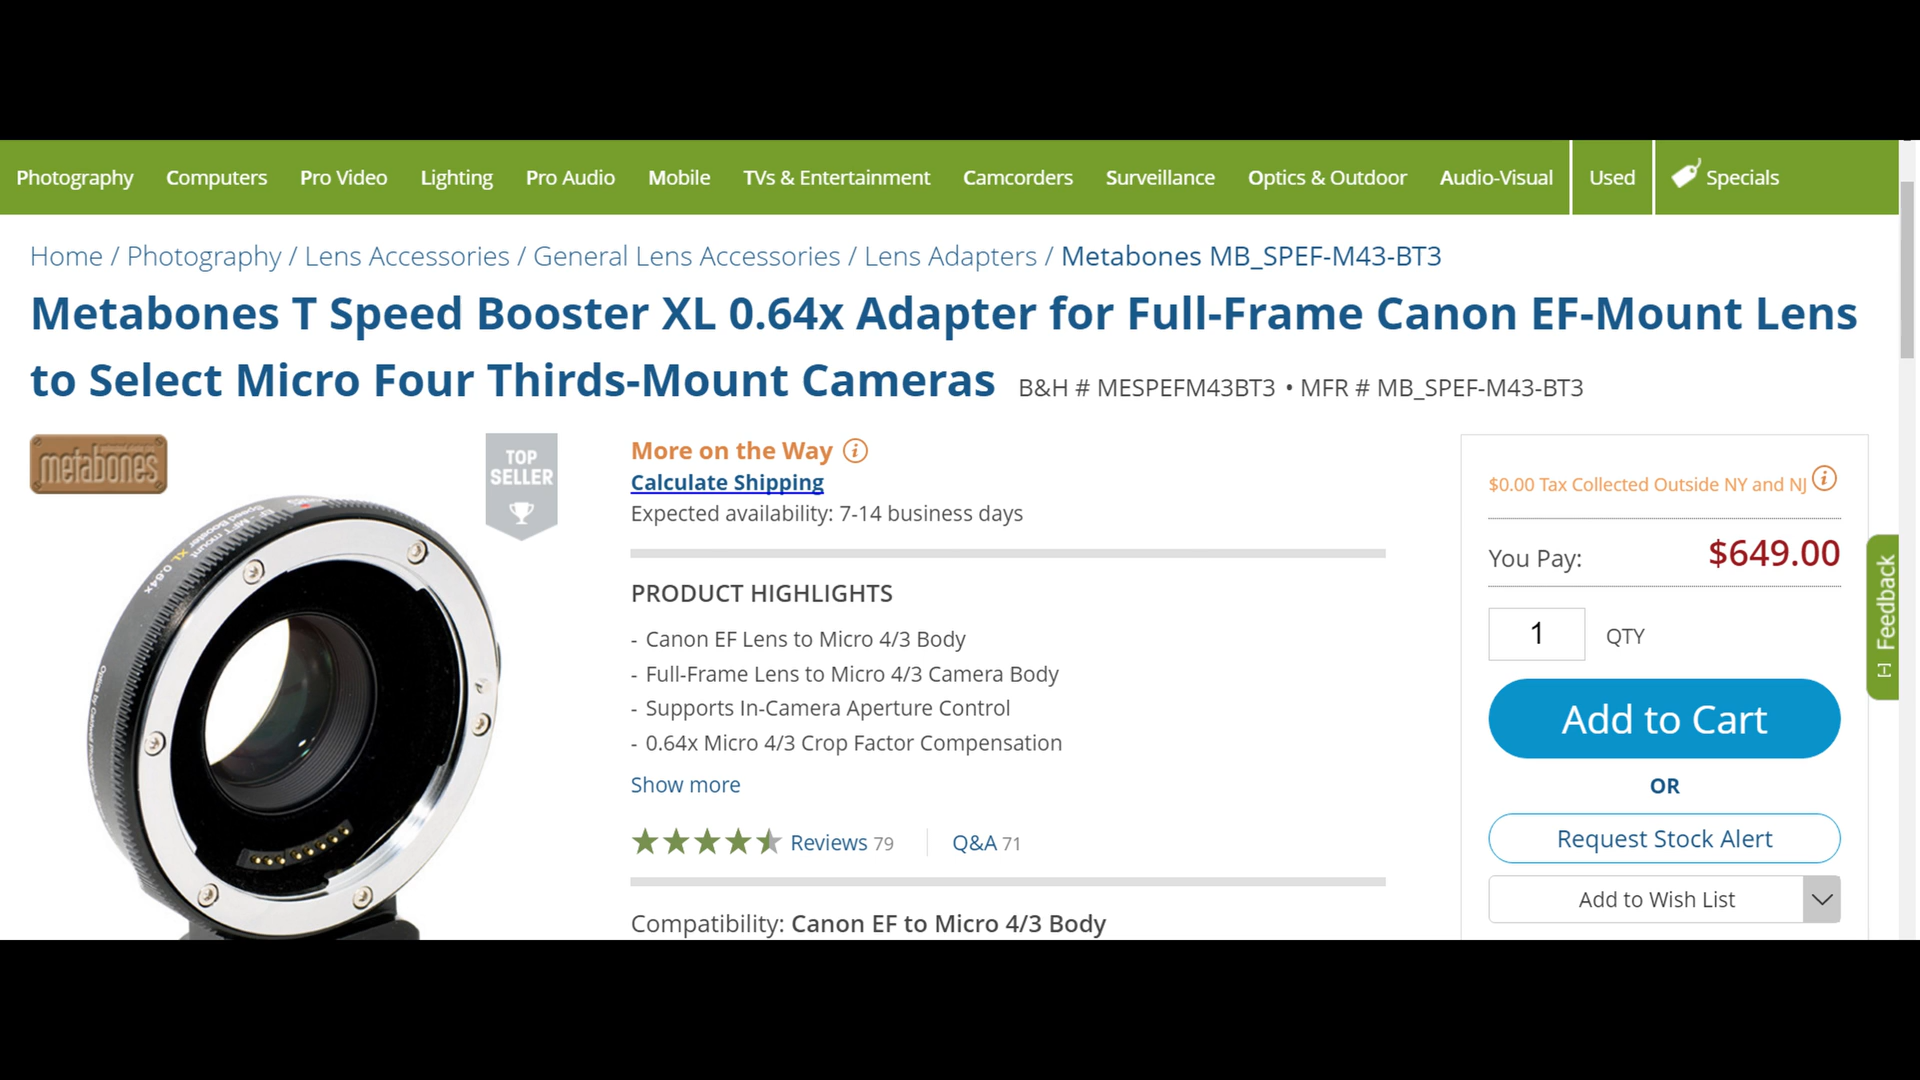 Photography Computers Pro Video Lighting Pro Audio Mobile TVs & Entertainment Camcorders Surveillance Optics & Outdoor Audio-Visual Used Specials
Home / Photography / Lens Accessories / General Lens Accessories / Lens Adapters / Metabones MB_SPEF-M43-BT3
Metabones T Speed Booster XL 0.64x Adapter for Full-Frame Canon EF-Mount Lens
to Select Micro Four Thirds-Mount Cameras B&H # MESPEFM43BT3 • MFR # MB_SPEF-M43-BT3
metabones
TOP
SELLER
Speed Booster
XL 0.64x
More on the Way
Calculate Shipping
Expected availability: 7-14 business days
PRODUCT HIGHLIGHTS
- Canon EF Lens to Micro 4/3 Body
- Full-Frame Lens to Micro 4/3 Camera Body
- Supports In-Camera Aperture Control
- 0.64x Micro 4/3 Crop Factor Compensation
Show more
Reviews 79
Q&A 71
Compatibility: Canon EF to Micro 4/3 Body
$0.00 Tax Collected Outside NY and NJ
You Pay: $649.00
1 QTY
Add to Cart
OR
Request Stock Alert
Add to Wish List
[-] Feedback